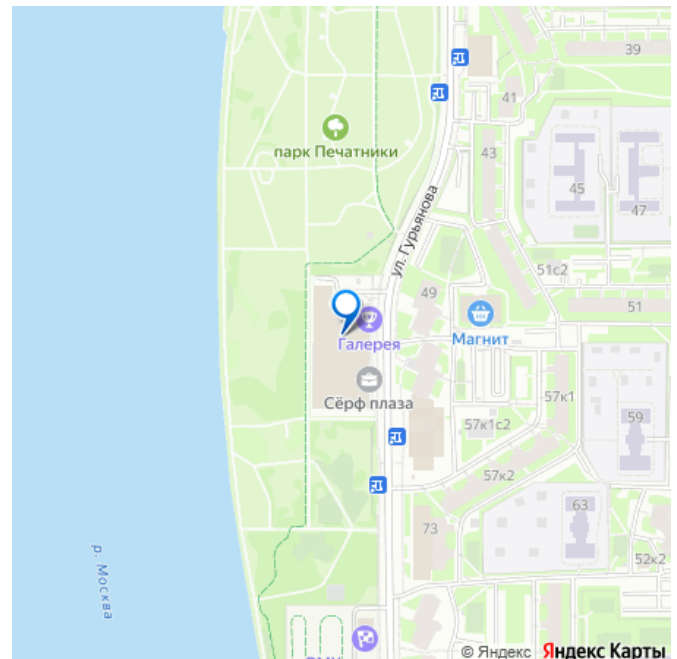 39
41
парк Печатники
43
45
47
ул. Гурьянова
51с2
49
51
Магнит
Галерея
57к1
Сёрф плаза
57к1с2
59
57к2
63
73
52к2
р. Москва
© Яндекс Яндекс Карты